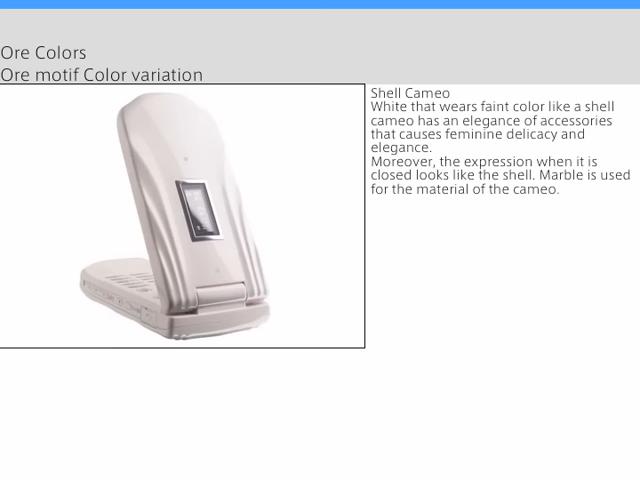 Ore Colors
Ore motif Color variation
Shell Cameo
White that wears faint color like a shell
cameo has an elegance of accessories
that causes feminine delicacy and
elegance.
Moreover, the expression when it is
closed looks like the shell. Marble is used
for the material of the cameo.